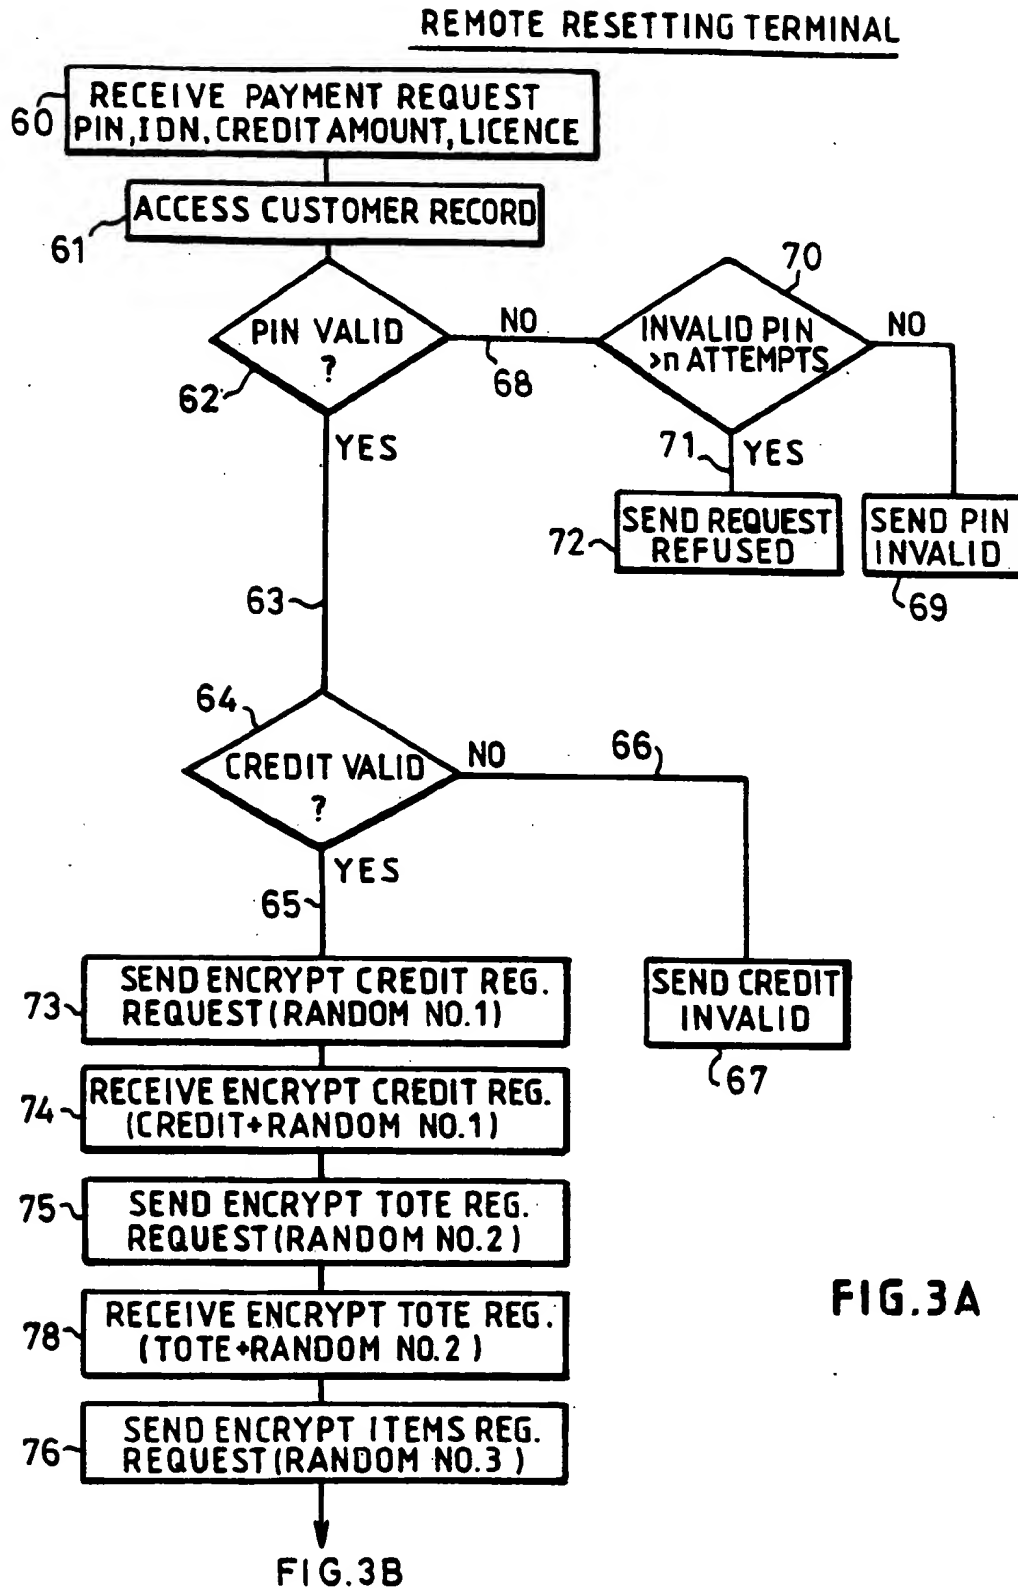 REMOTE RESETTING TERMINAL
60
RECEIVE PAYMENT REQUEST
PIN, IDN, CREDIT AMOUNT, LICENCE
61
ACCESS CUSTOMER RECORD
62
PIN VALID
?
NO
68
70
INVALID PIN
>n ATTEMPTS
NO
YES
71
YES
72
SEND REQUEST
REFUSED
SEND PIN
INVALID
69
63
64
CREDIT VALID
?
NO
66
YES
65
SEND CREDIT
INVALID
67
73
SEND ENCRYPT CREDIT REG.
REQUEST (RANDOM NO.1)
74
RECEIVE ENCRYPT CREDIT REG.
(CREDIT+RANDOM NO.1)
75
SEND ENCRYPT TOTE REG.
REQUEST (RANDOM NO.2)
78
RECEIVE ENCRYPT TOTE REG.
(TOTE+RANDOM NO.2)
76
SEND ENCRYPT ITEMS REG.
REQUEST (RANDOM NO.3)
FIG.3A
FIG.3B